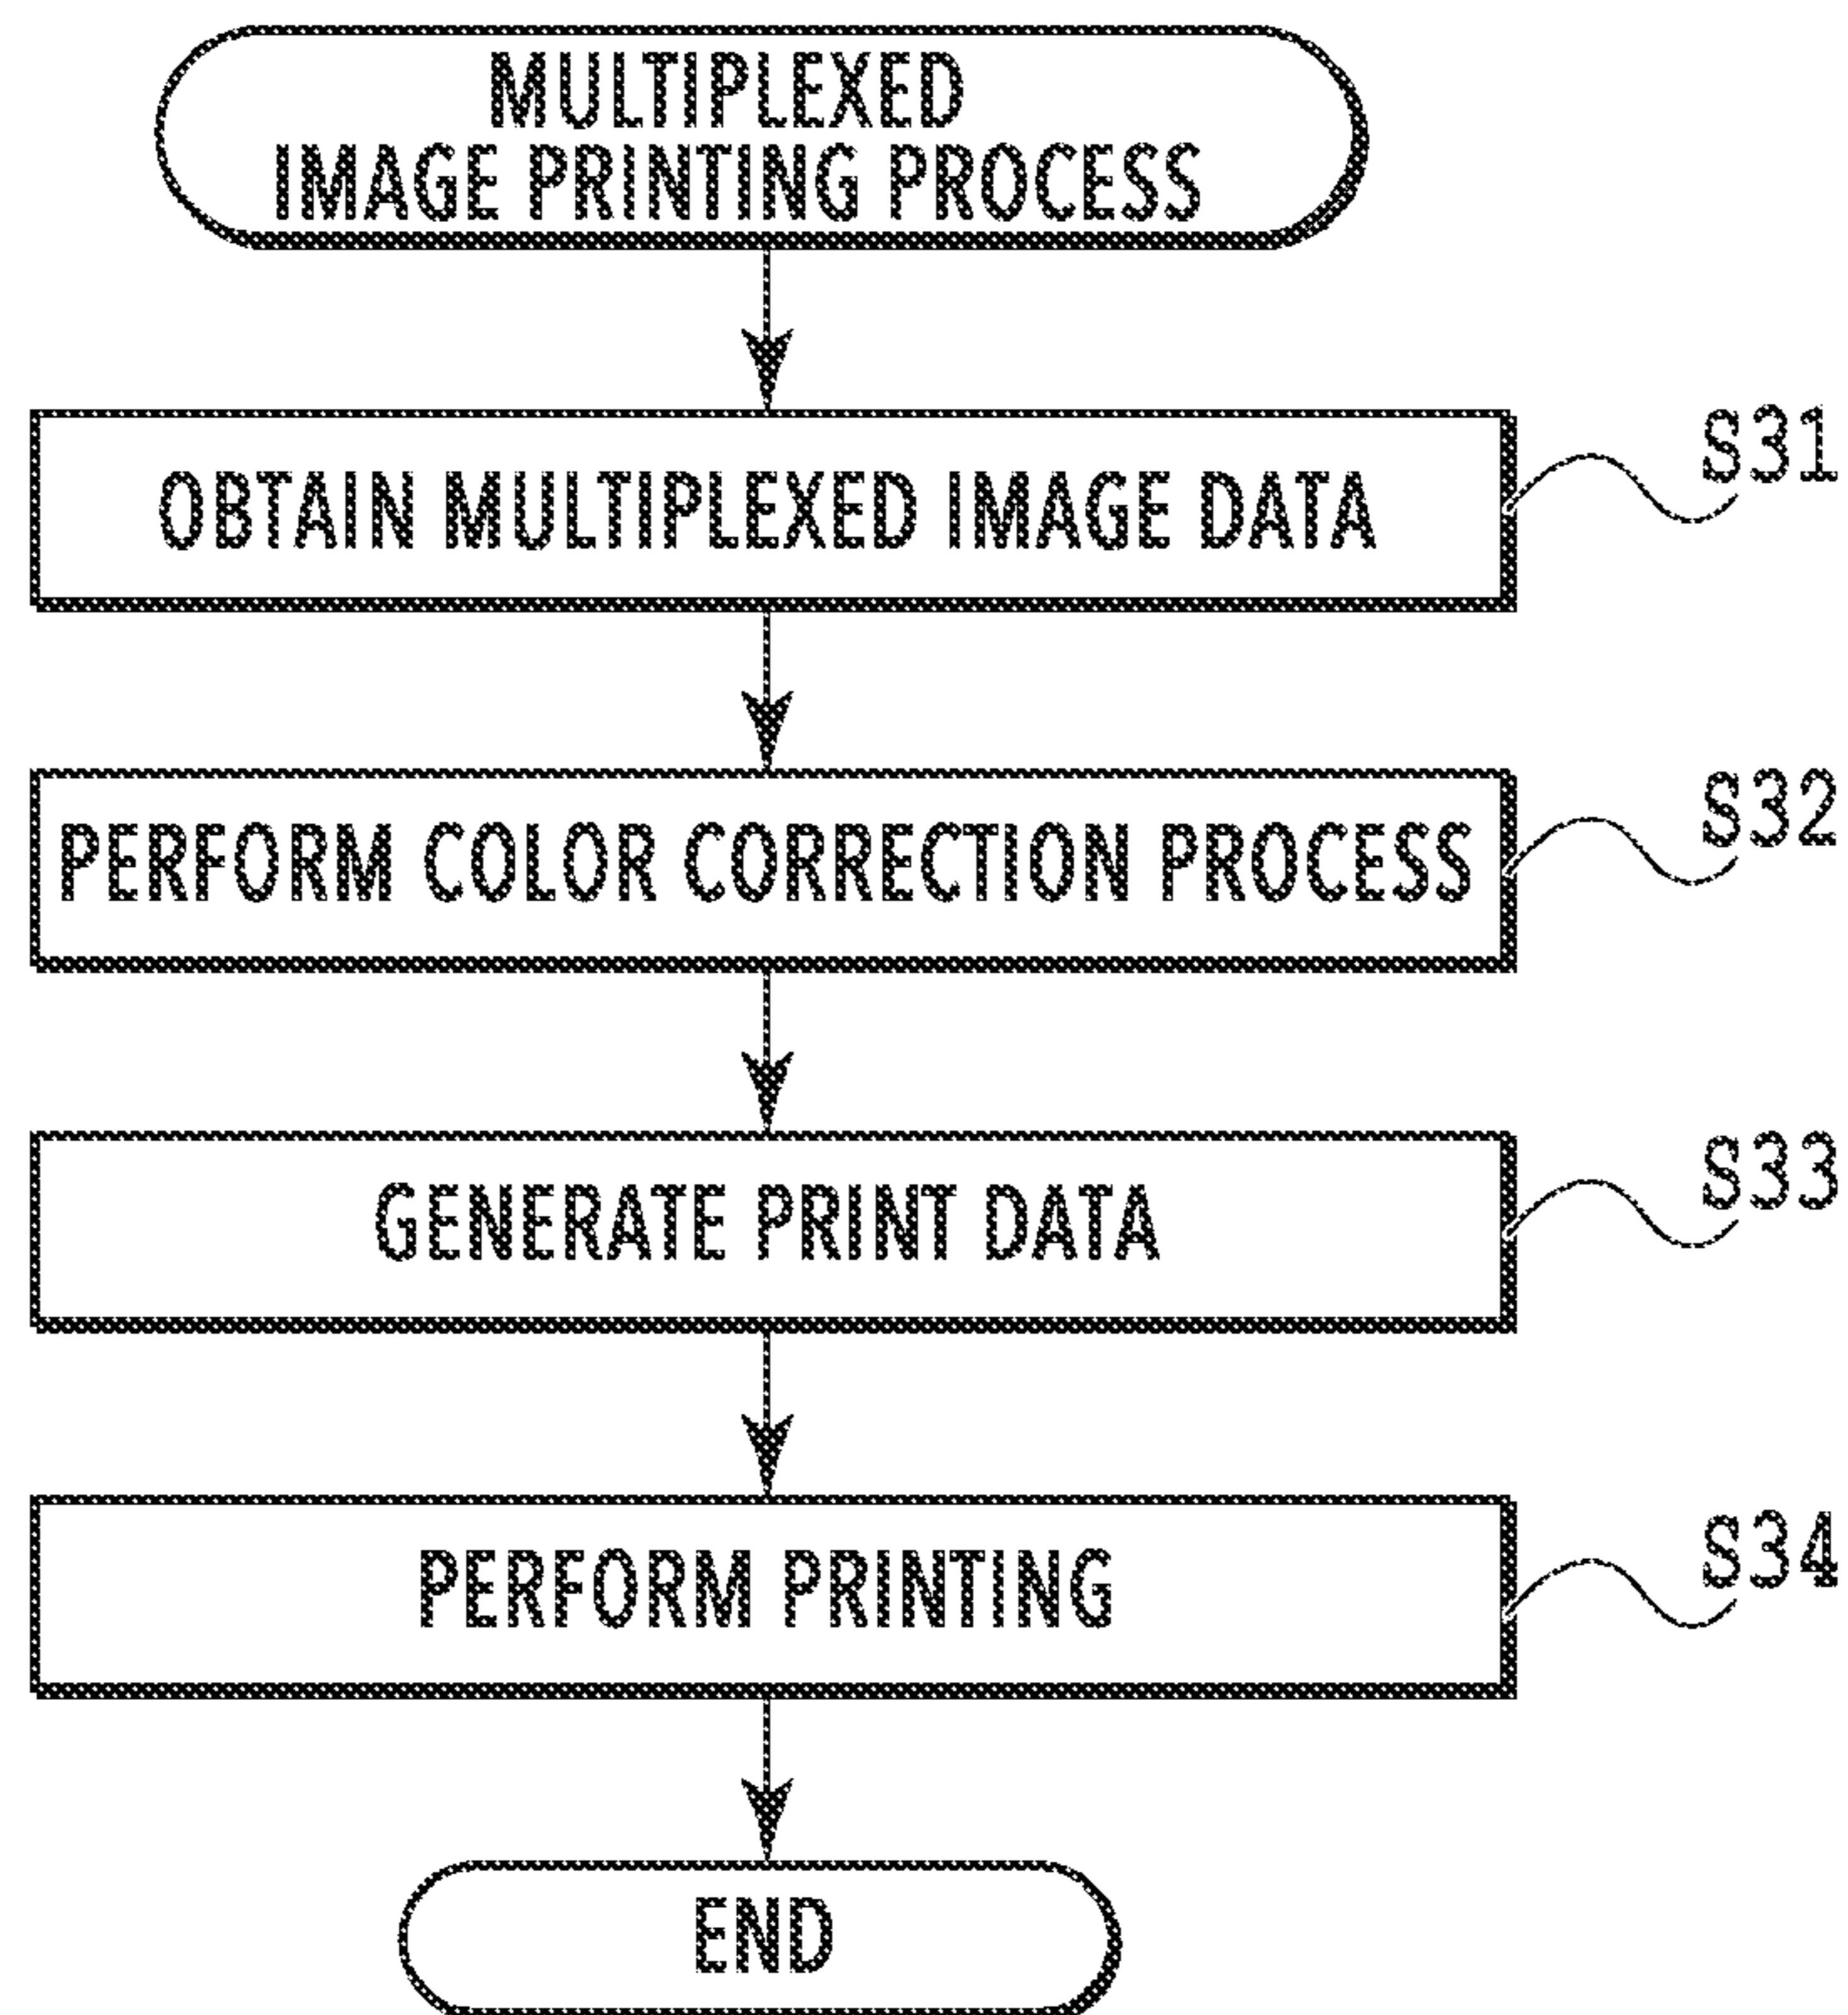 MULTIPLEXED
IMAGE PRINTING PROCESS
OBTAIN MULTIPLEXED IMAGE DATA
S31
PERFORM COLOR CORRECTION PROCESS
S32
GENERATE PRINT DATA
S33
PERFORM PRINTING
S34
END